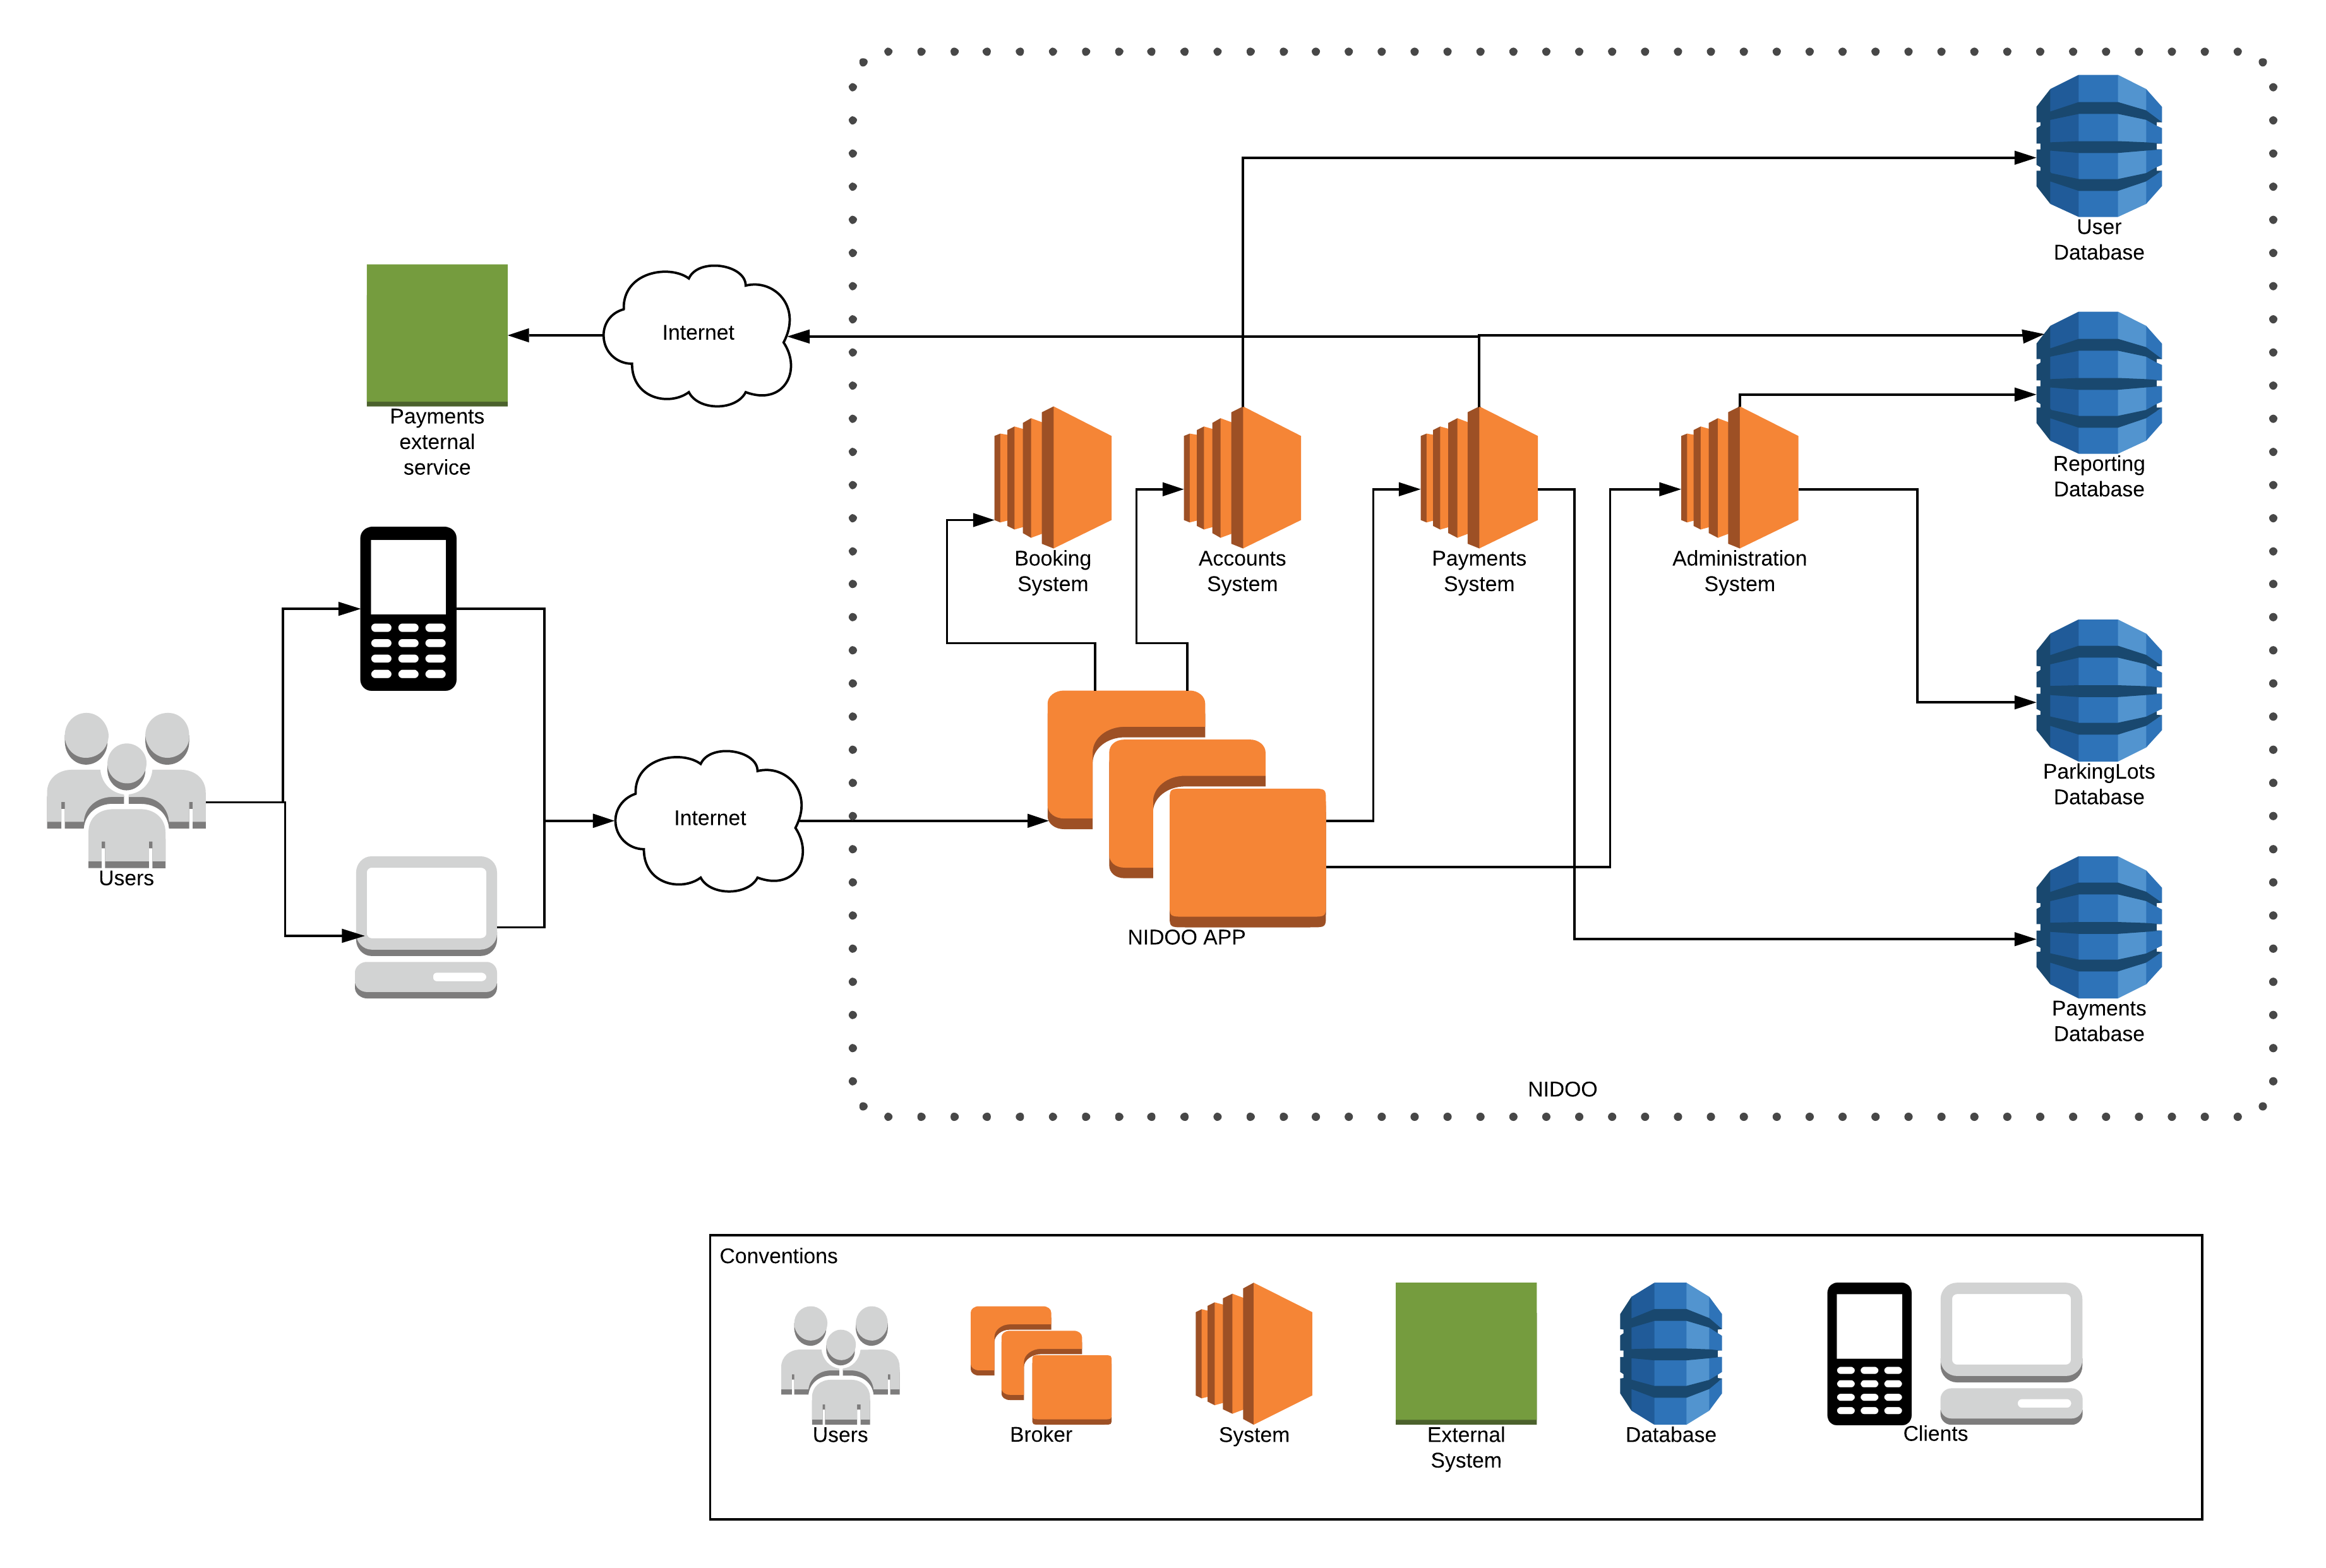 User
Database
Internet
Payments
external
service
Reporting
Database
Booking
System
Accounts
System
Payments
System
Administration
System
ParkingLots
Database
Internet
Users
NIDOO APP
Payments
Database
NIDOO
Conventions
Users
Broker
System
External
System
Database
Clients